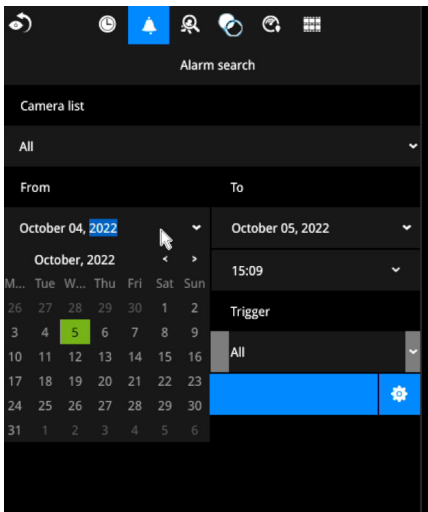 Alarm search
Camera list
All
From To
October 04, 2022 October 05, 2022
October, 2022 < >
15:09
M... Tue W... Thu Fri Sat Sun
26 27 28 29 30 1 2
Trigger
3 4 5 6 7 8 9
All
10 11 12 13 14 15 16
17 18 19 20 21 22 23
24 25 26 27 28 29 30
31 1 2 3 4 5 6